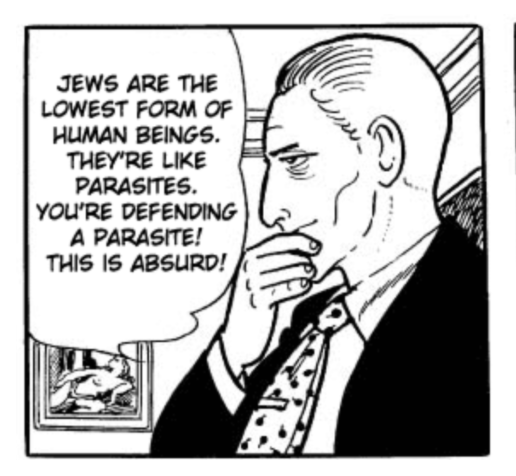 JEWS ARE THE
LOWEST FORM OF
HUMAN BEINGS.
THEY'RE LIKE
PARASITES.
YOU'RE DEFENDING
A PARASITE!
THIS IS ABSURD!